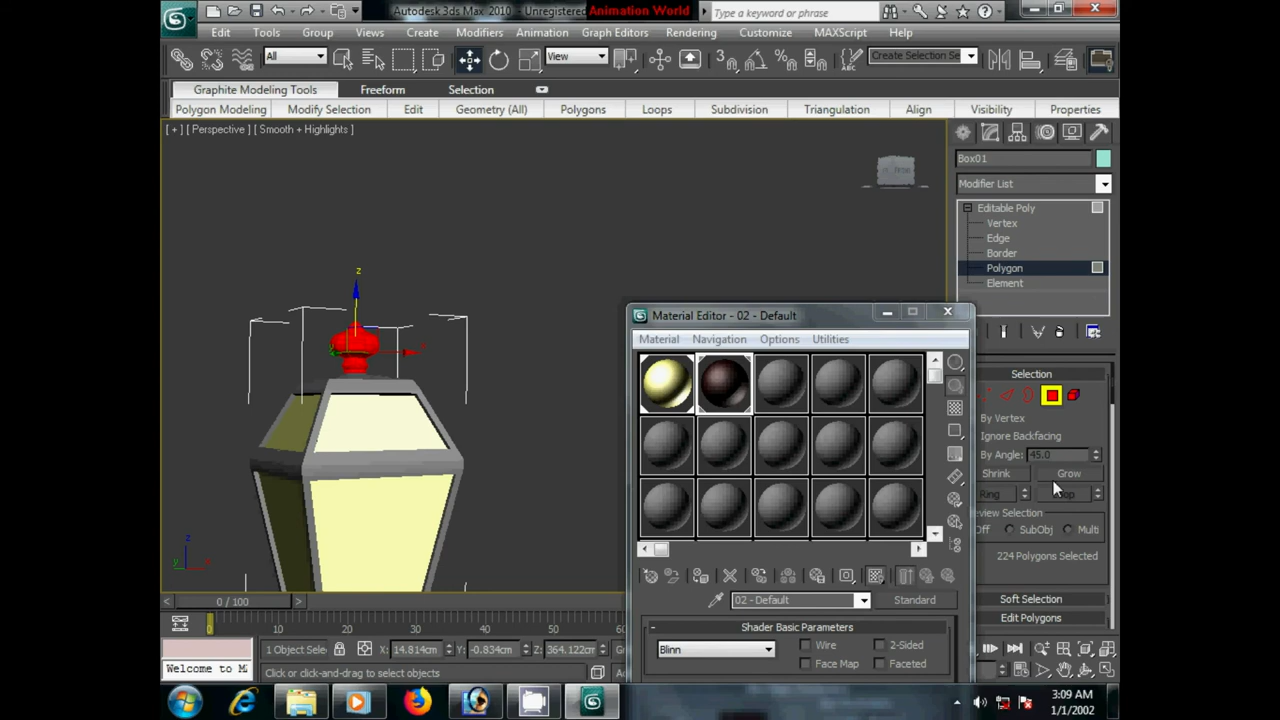 Autodesk 3ds Max 2010 - Unregistered
Animation World
Type a keyword or phrase
Edit Tools Group Views Create Modifiers Animation Graph Editors Rendering Customize MAXScript Help
All
View
Create Selection Se
Graphite Modeling Tools Freeform Selection
Polygon Modeling Modify Selection Edit Geometry (All) Polygons Loops Subdivision Triangulation Align Visibility Properties
[ + ] [ Perspective ] [ Smooth + Highlights ]
Box01
Modifier List
Editable Poly
Vertex
Edge
Border
Polygon
Element
z
Material Editor - 02 - Default
Material Navigation Options Utilities
Selection
By Vertex
Ignore Backfacing
By Angle: 45.0
Shrink Grow
Ring
Off SubObj Multi
224 Polygons Selected
Soft Selection
Edit Polygons
z
y
x
02 - Default
Standard
Shader Basic Parameters
Blinn
Wire 2-Sided
Face Map Faceted
0 / 100
0 10 20 30 40 50
1 Object Sele X: 14.814cm Y: -0.834cm Z: 364.122cm
Welcome to M
Click or click-and-drag to select objects
3:09 AM
1/1/2002